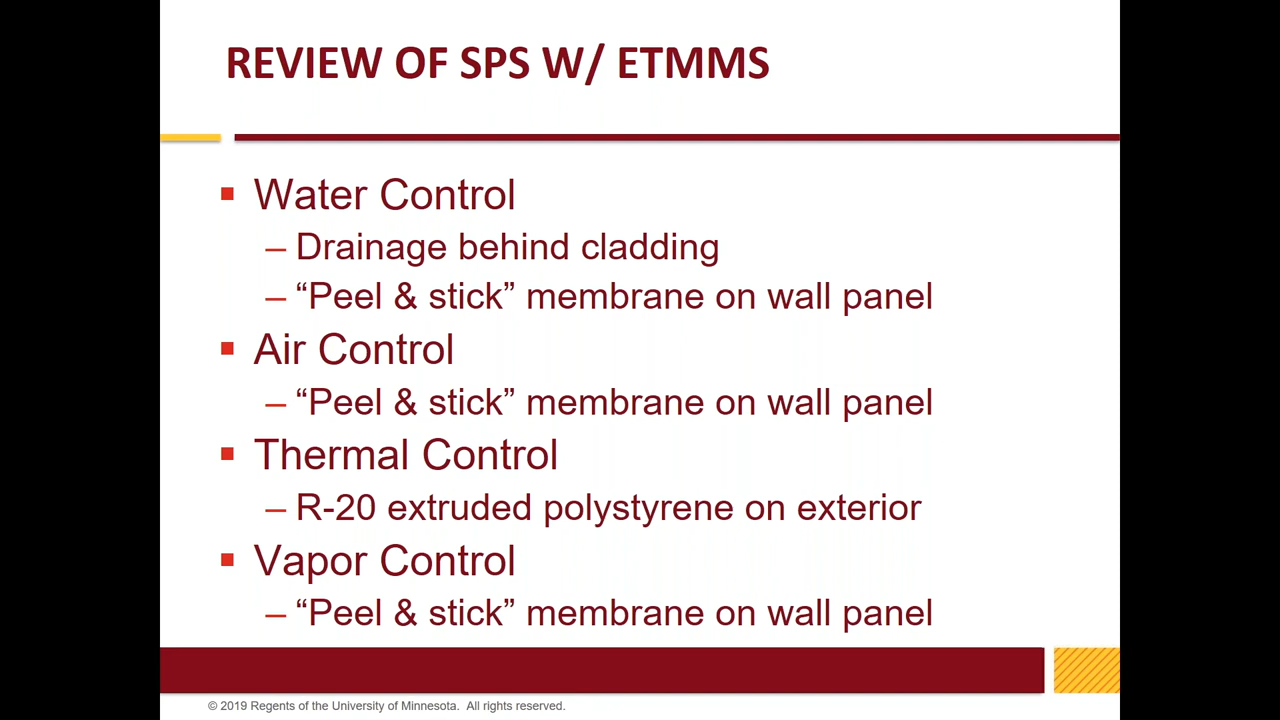 REVIEW OF SPS W/ ETMMS
▪ Water Control
– Drainage behind cladding
– “Peel & stick” membrane on wall panel
▪ Air Control
– “Peel & stick” membrane on wall panel
▪ Thermal Control
– R-20 extruded polystyrene on exterior
▪ Vapor Control
– “Peel & stick” membrane on wall panel
© 2019 Regents of the University of Minnesota. All rights reserved.